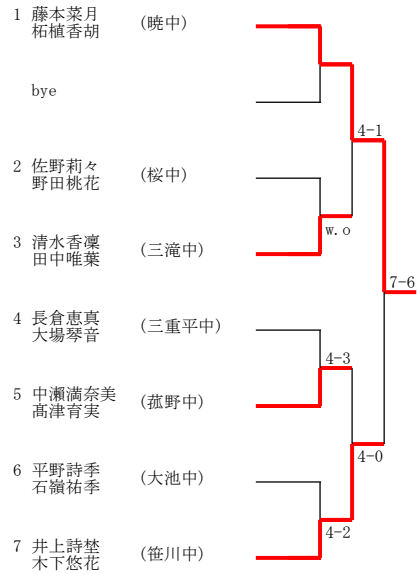 1 藤本菜月
柘植香胡 (暁中)
bye
4-1
2 佐野莉々
野田桃花 (桜中)
w.o
3 清水香凜
田中唯葉 (三滝中)
7-6
4 長倉恵真
大場琴音 (三重平中)
4-3
5 中瀬満奈美
髙津育実 (菰野中)
4-0
6 平野詩季
石嶺祐季 (大池中)
4-2
7 井上詩埜
木下悠花 (笹川中)